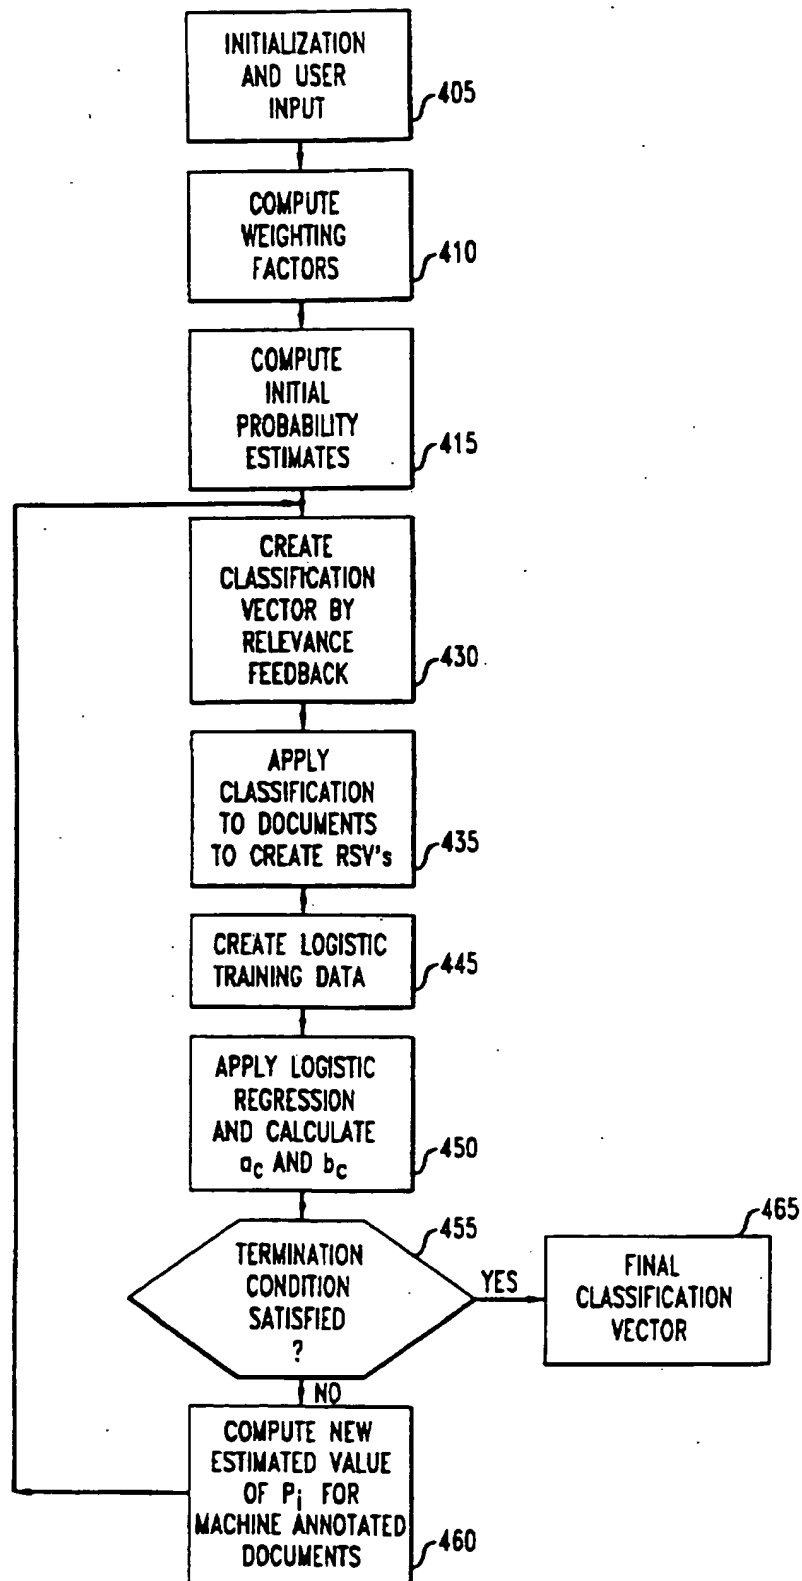 INITIALIZATION
AND USER
INPUT
405
COMPUTE
WEIGHTING
FACTORS
410
COMPUTE
INITIAL
PROBABILITY
ESTIMATES
415
CREATE
CLASSIFICATION
VECTOR BY
RELEVANCE
FEEDBACK
430
APPLY
CLASSIFICATION
TO DOCUMENTS
TO CREATE RSV's
435
CREATE LOGISTIC
TRAINING DATA
445
APPLY LOGISTIC
REGRESSION
AND CALCULATE
ac AND bc
450
TERMINATION
CONDITION
SATISFIED
?
455
YES
FINAL
CLASSIFICATION
VECTOR
465
NO
COMPUTE NEW
ESTIMATED VALUE
OF Pi FOR
MACHINE ANNOTATED
DOCUMENTS
460